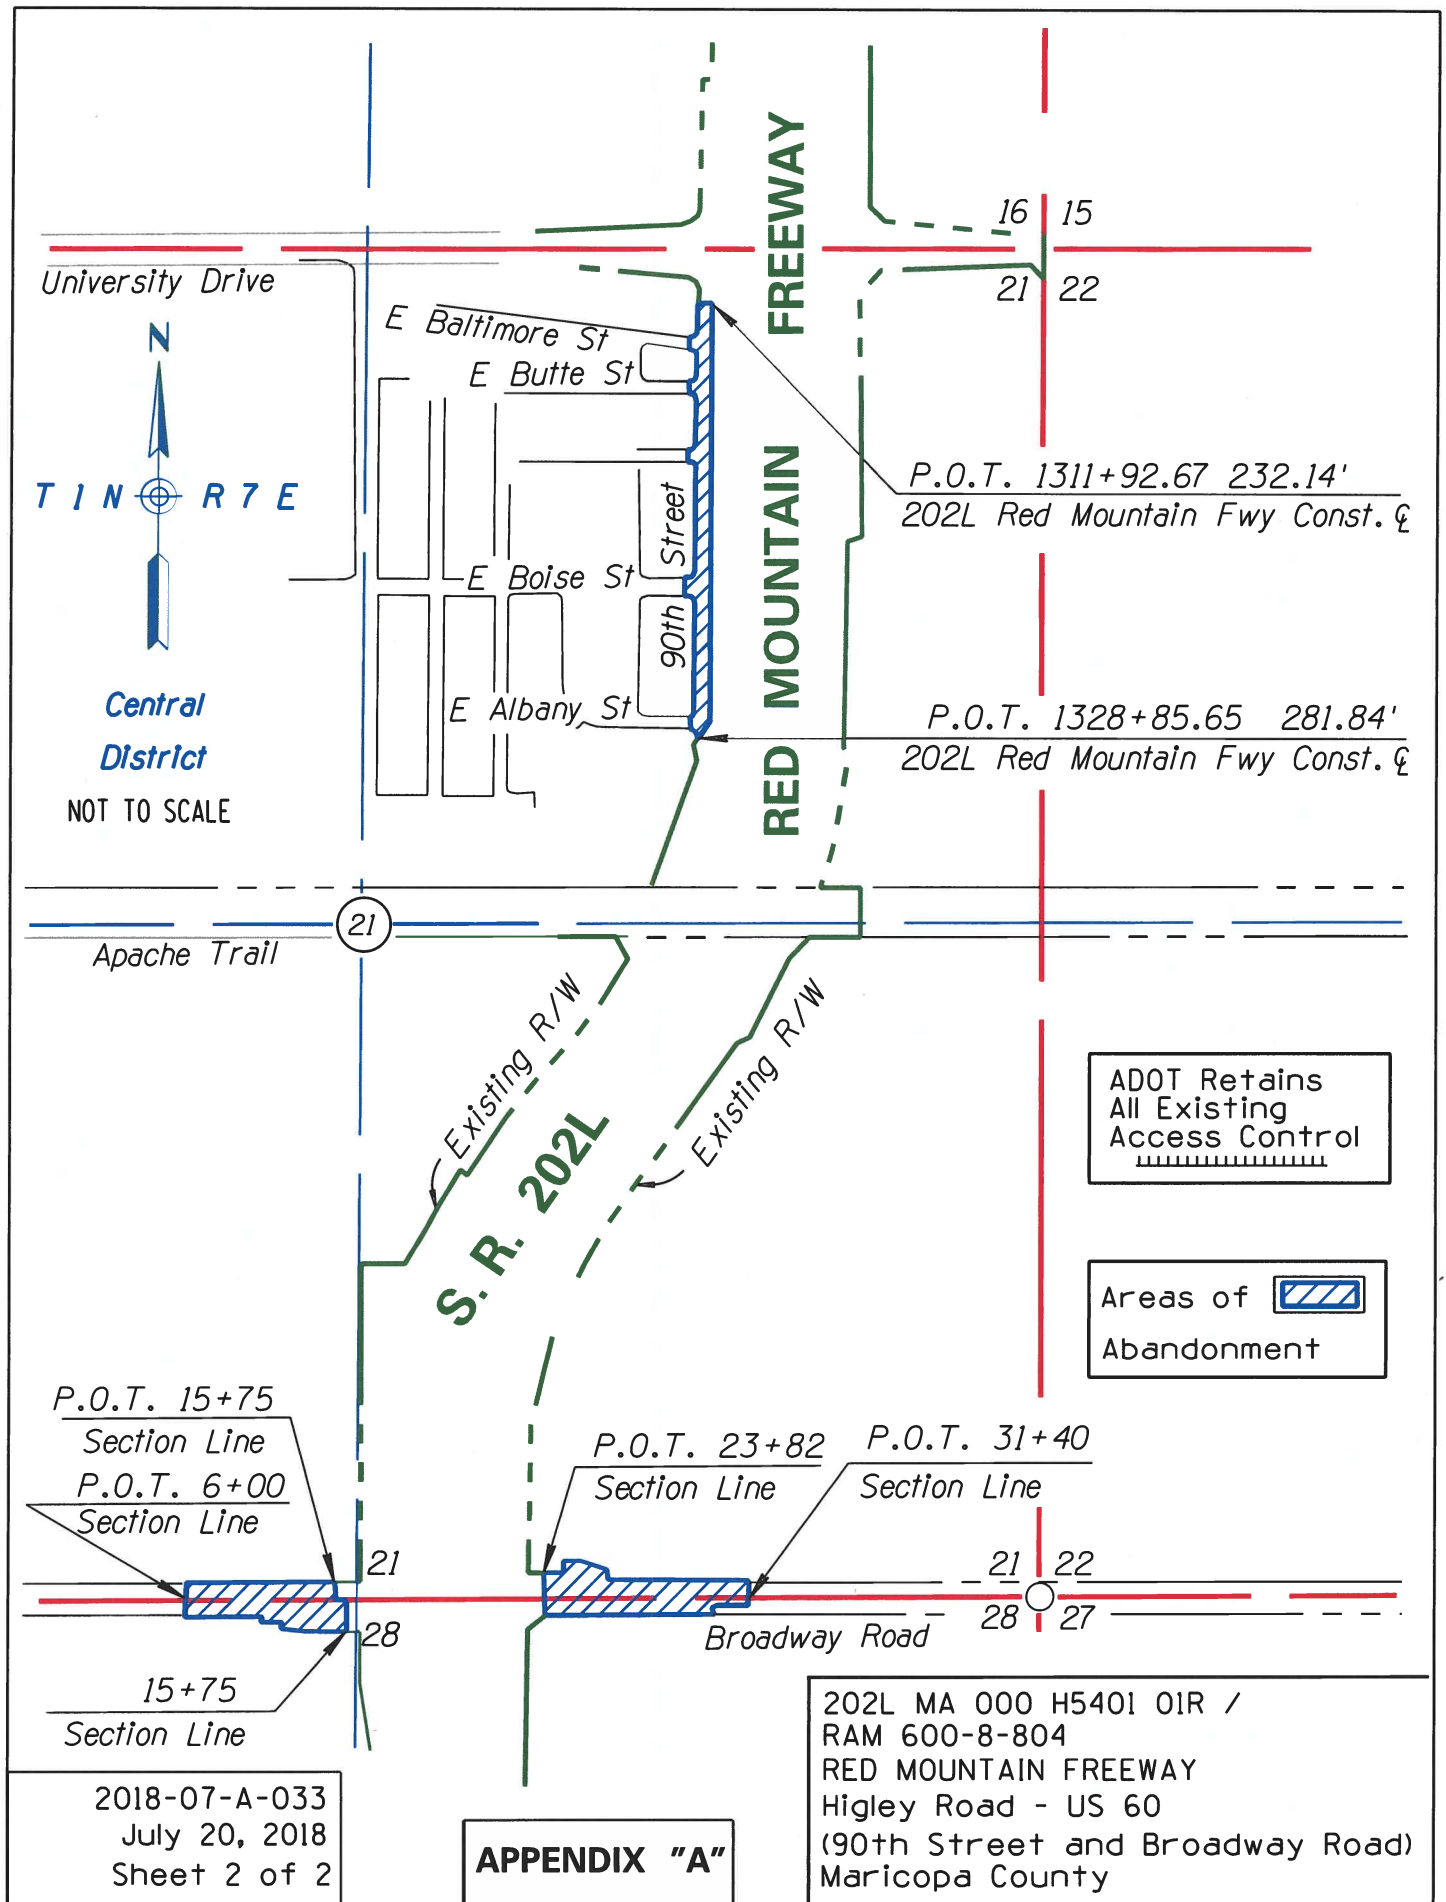 FREEWAY
16 15
University Drive
21 22
E Baltimore St
N
E Butte St
T 1 N R 7 E
Street
P.O.T. 1311+92.67 232.14'
202L Red Mountain Fwy Const. ℄
RED MOUNTAIN
E Boise St
90th
Central
District
NOT TO SCALE
E Albany St
P.O.T. 1328+85.65 281.84'
202L Red Mountain Fwy Const. ℄
21
Apache Trail
Existing R/W
Existing R/W
S. R. 202L
ADOT Retains
All Existing
Access Control
Areas of
Abandonment
P.O.T. 15+75
Section Line
P.O.T. 6+00
Section Line
P.O.T. 23+82
Section Line
P.O.T. 31+40
Section Line
21
28
21 22
28 27
Broadway Road
15+75
Section Line
2018-07-A-033
July 20, 2018
Sheet 2 of 2
APPENDIX "A"
202L MA 000 H5401 01R /
RAM 600-8-804
RED MOUNTAIN FREEWAY
Higley Road - US 60
(90th Street and Broadway Road)
Maricopa County